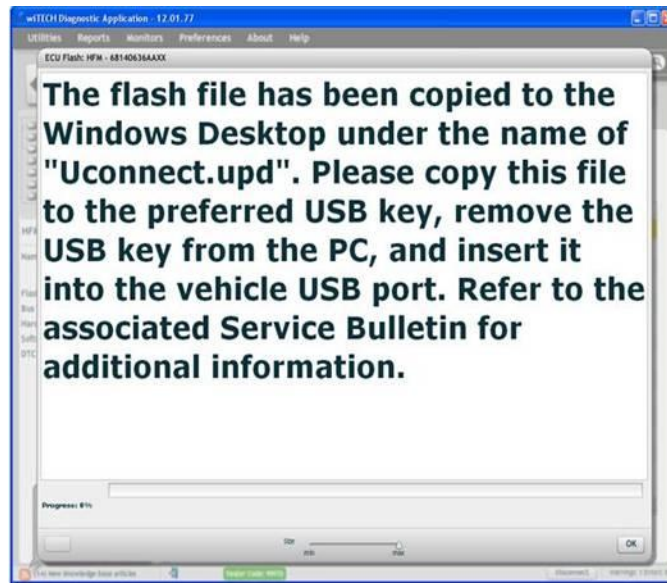 wiTECH Diagnostic Application - 12.01.77
Utilities Reports Monitors Preferences About Help
ECU Flash: HFM - 68140636AAXX
The flash file has been copied to the
Windows Desktop under the name of
"Uconnect.upd". Please copy this file
to the preferred USB key, remove the
USB key from the PC, and insert it
into the vehicle USB port. Refer to the
associated Service Bulletin for
additional information.
Progress: 0%
Size
min max
OK